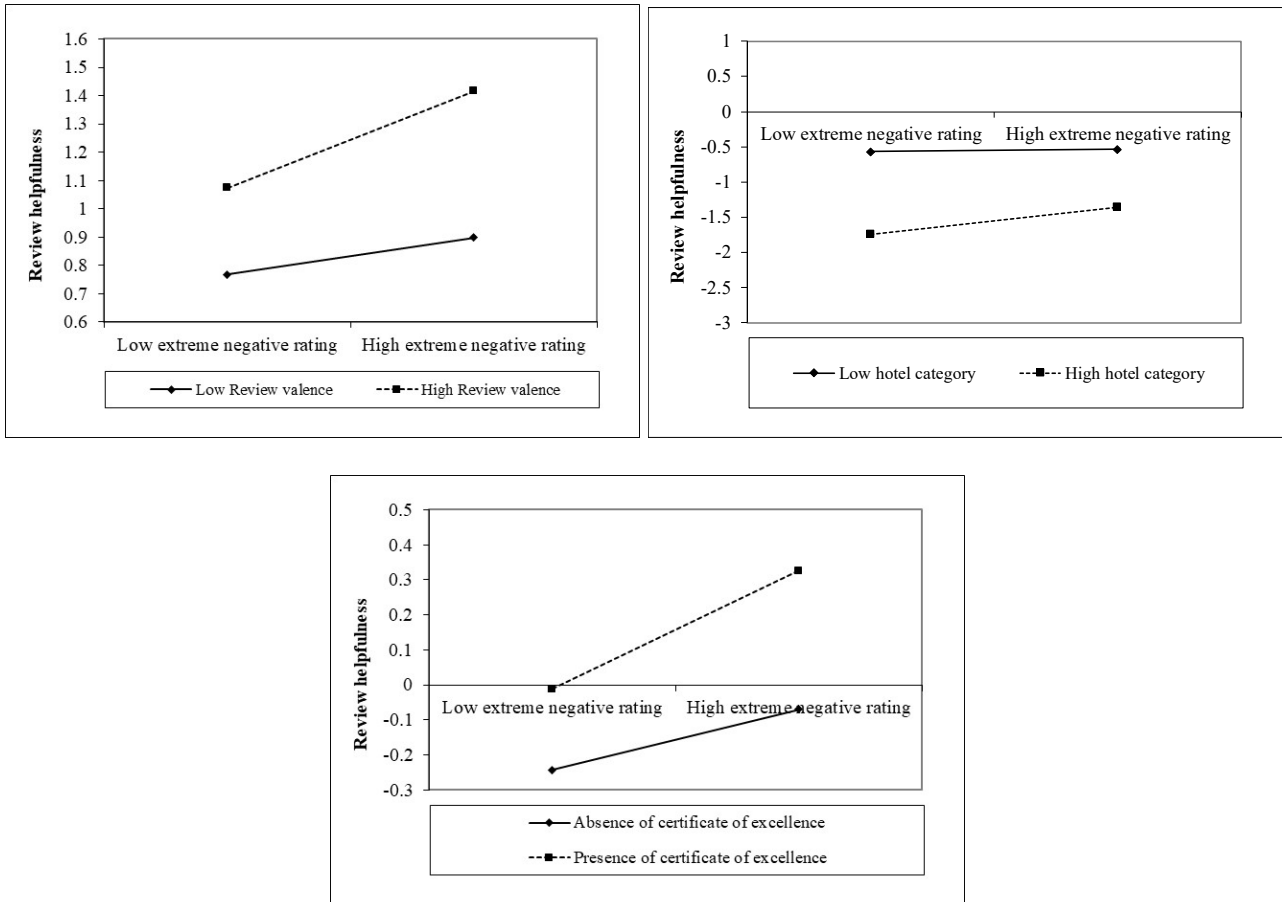 Review helpfulness
1.6
1.5
1.4
1.3
1.2
1.1
1
0.9
0.8
0.7
0.6
Low extreme negative rating High extreme negative rating
Low Review valence High Review valence
Review helpfulness
1
0.5
0
-0.5
-1
-1.5
-2
-2.5
-3
Low extreme negative rating High extreme negative rating
Low hotel category High hotel category
Review helpfulness
0.5
0.4
0.3
0.2
0.1
0
-0.1
-0.2
-0.3
Low extreme negative rating High extreme negative rating
Absence of certificate of excellence
Presence of certificate of excellence